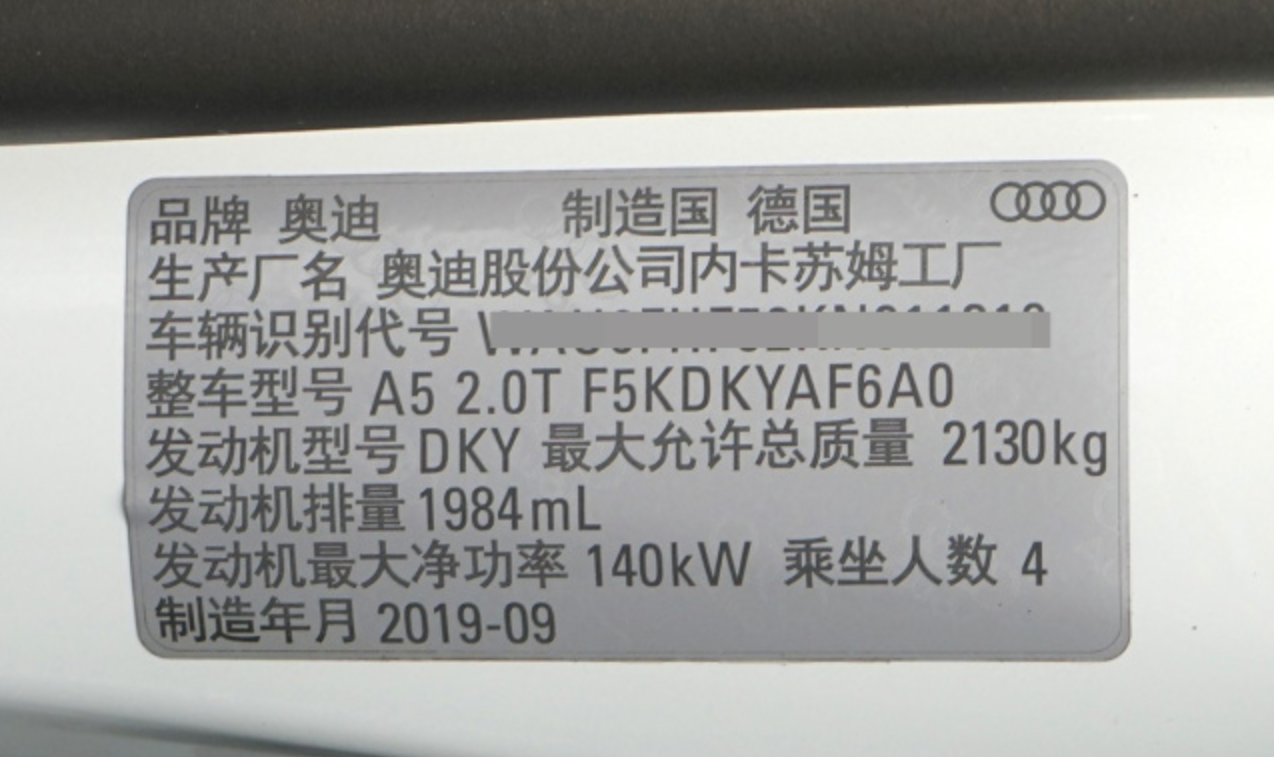 品牌 奥迪 制造国 德国
生产厂名 奥迪股份公司内卡苏姆工厂
车辆识别代号
整车型号 A5 2.0T F5KDKYAF6A0
发动机型号 DKY 最大允许总质量 2130kg
发动机排量 1984mL
发动机最大净功率 140kW 乘坐人数 4
制造年月 2019-09